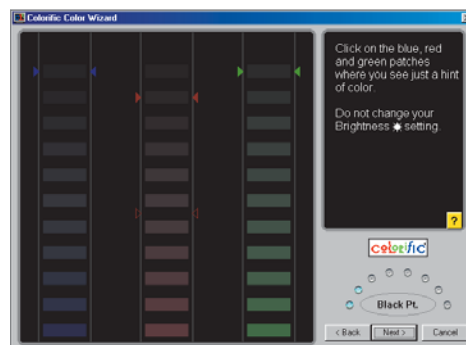 Colorific Color Wizard
Click on the blue, red
and green patches
where you see just a hint
of color.
Do not change your
Brightness setting.
?
colorific
Black Pt.
< Back
Next >
Cancel